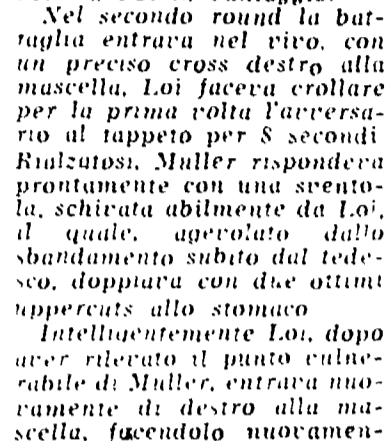 Nel secondo round la bat-
taglia entrava nel vivo, con
un preciso cross destro alla
mascella, Loi faceva crollare
per la prima volta l'avversa-
rio al tappeto per 8 secondi
Rialzatosi, Muller rispondeva
prontamente con una svento-
la, schivata abilmente da Loi,
il quale, agevolato dallo
sbandamento subito dal tede-
sco, doppiava con due ottimi
uppercuts allo stomaco
Intelligentemente Loi, dopo
aver rilevato il punto vulne-
rabile di Muller, entrava nuo-
vamente di destro alla ma-
scella, facendolo nuovamen-